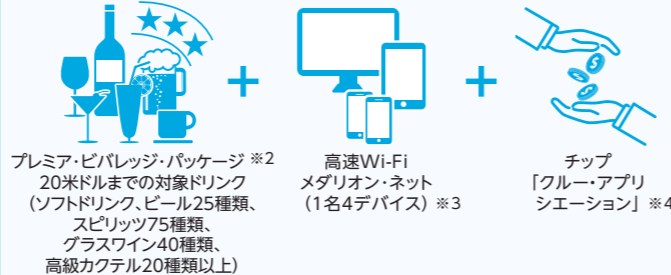 プレミア・ビバレッジ・パッケージ ※2
20米ドルまでの対象ドリンク
(ソフトドリンク、ビール25種類、
スピリッツ75種類、
グラスワイン40種類、
高級カクテル20種類以上)
高速Wi-Fi
メダリオン・ネット
(1名4デバイス) ※3
チップ
「クルー・アプリ
シエーション」 ※4